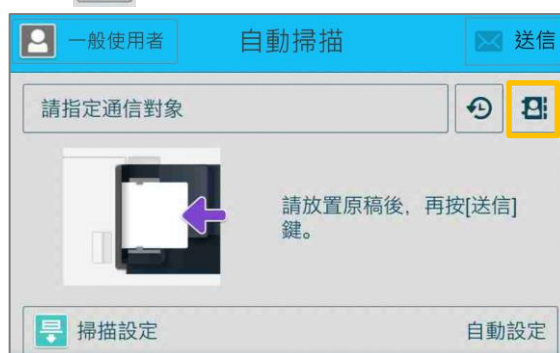 一般使用者
自動掃描
送信
請指定通信對象
請放置原稿後，再按[送信]
鍵。
掃描設定
自動設定